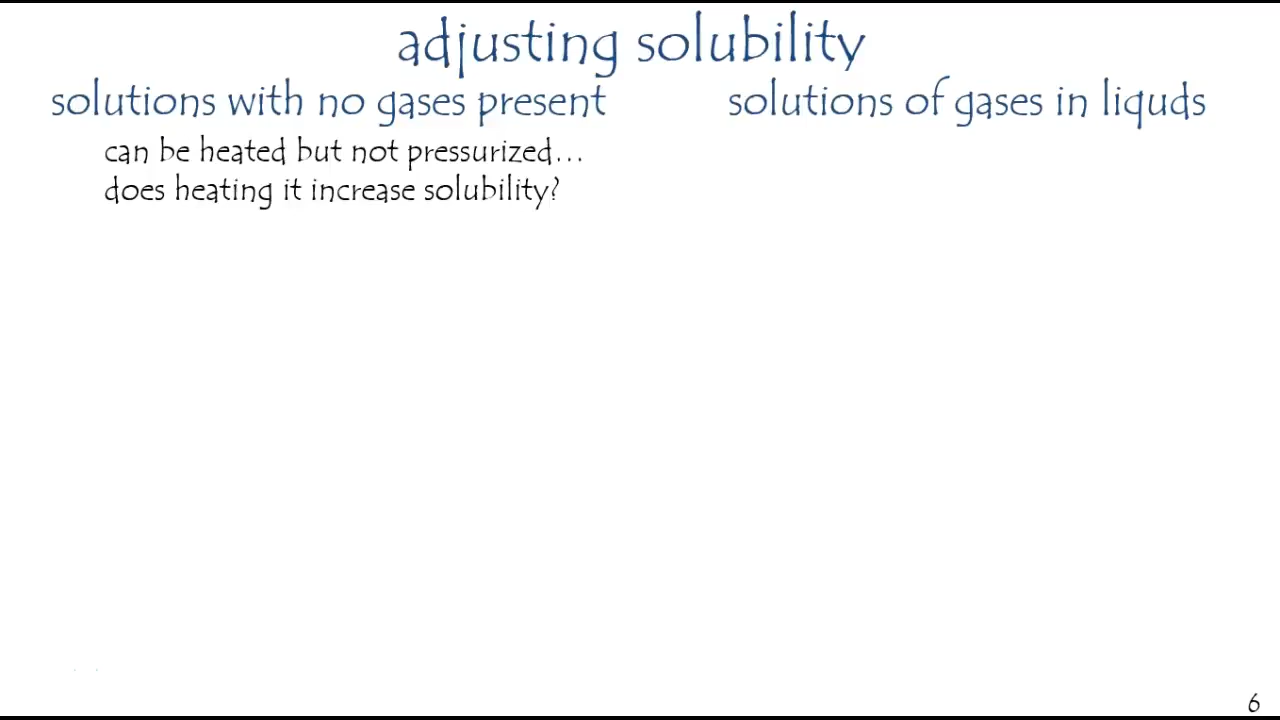 adjusting solubility
solutions with no gases present
can be heated but not pressurized...
does heating it increase solubility?
solutions of gases in liquds
6